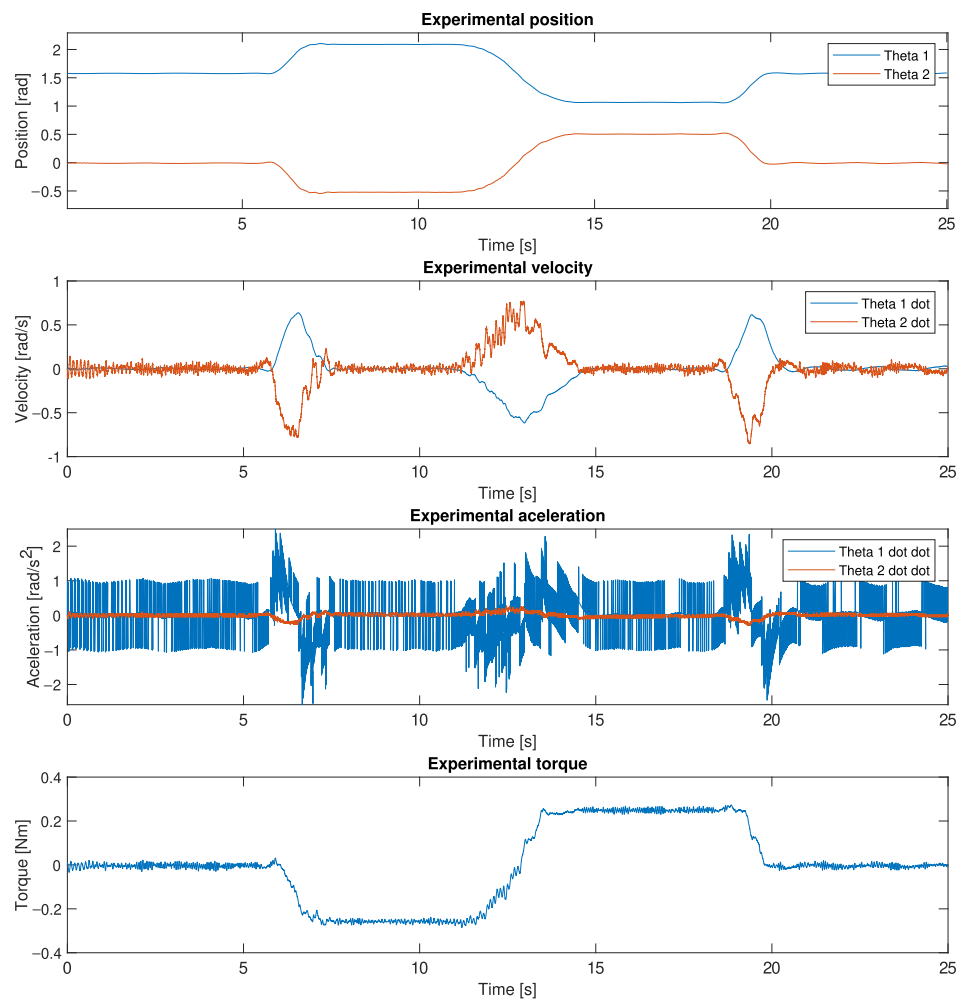 Experimental position
2
1.5
1
0.5
0
−0.5
Position [rad]
Theta 1
Theta 2
5
10
15
20
25
Time [s]
Experimental velocity
1
0.5
0
−0.5
-1
Velocity [rad/s]
Theta 1 dot
Theta 2 dot
0
5
10
15
20
25
Time [s]
Experimental aceleration
2
1
0
−1
−2
Aceleration [rad/s²]
Theta 1 dot dot
Theta 2 dot dot
0
5
10
15
20
25
Time [s]
Experimental torque
0.4
0.2
0
−0.2
−0.4
Torque [Nm]
0
5
10
15
20
25
Time [s]